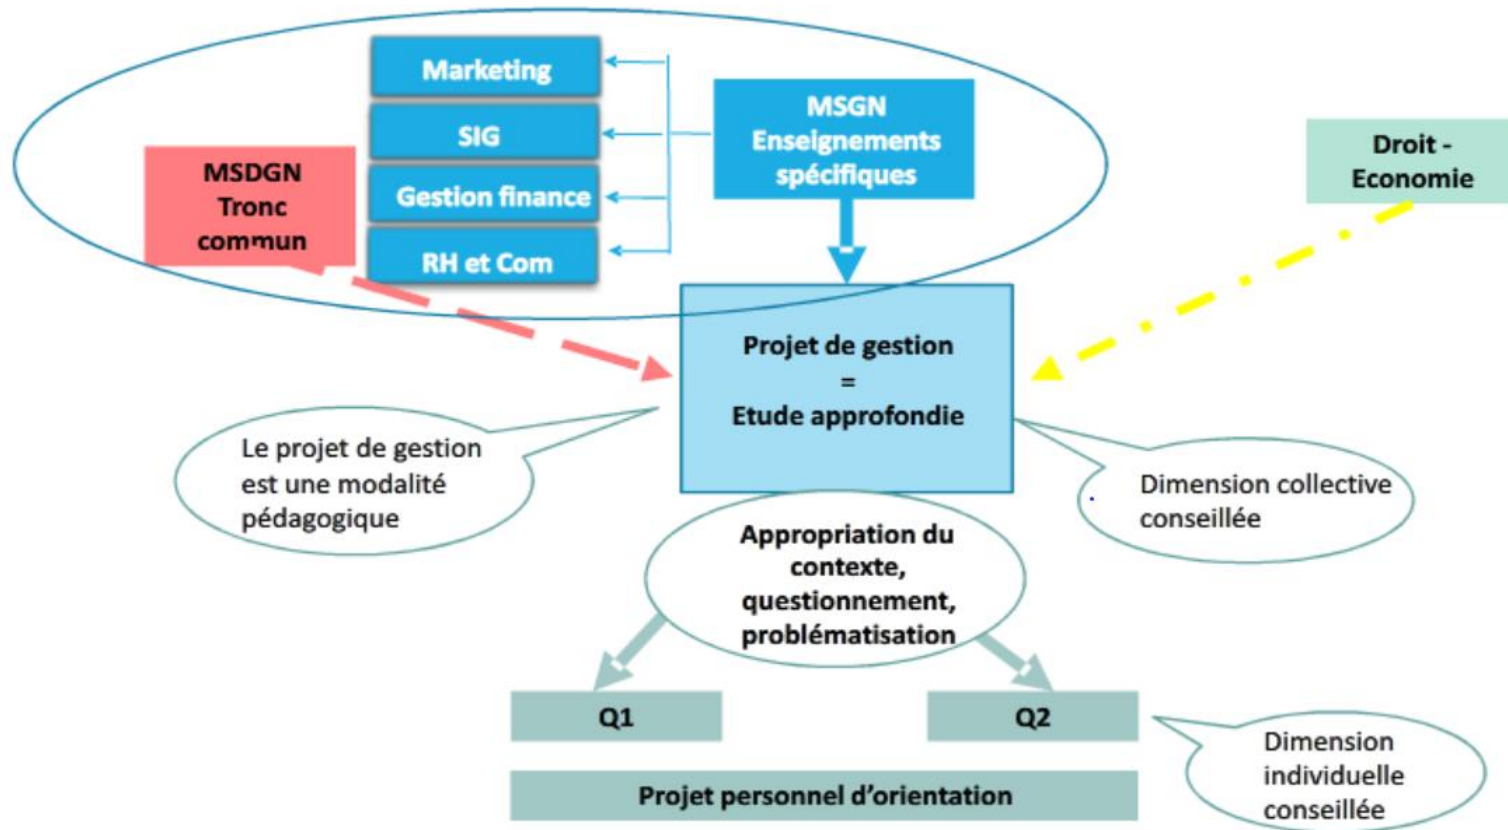 Marketing
SIG
Gestion finance
RH et Com
MSDGN
Tronc
commun
MSGN
Enseignements
spécifiques
Droit -
Economie
Projet de gestion
=
Etude approfondie
Le projet de gestion
est une modalité
pédagogique
Dimension collective
conseillée
Appropriation du
contexte,
questionnement,
problématisation
Q1
Q2
Dimension
individuelle
conseillée
Projet personnel d'orientation